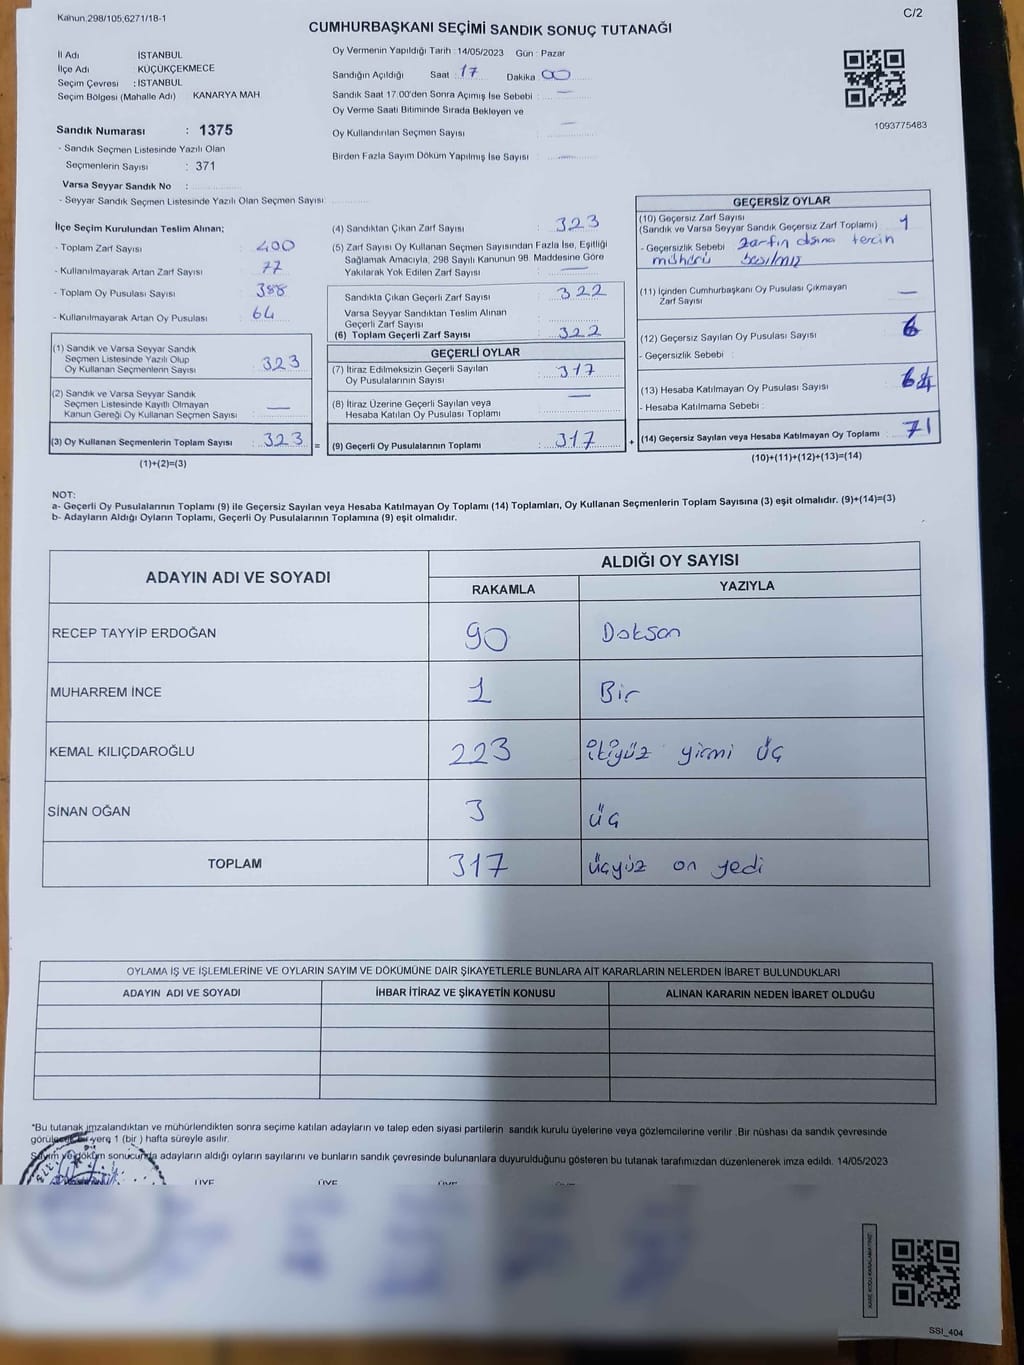 Kanun.298/105,6271/18-1
C/2
CUMHURBAŞKANI SEÇİMİ SANDIK SONUÇ TUTANAĞI
İl Adı İSTANBUL
İlçe Adı KÜÇÜKÇEKMECE
Seçim Çevresi : İSTANBUL
Seçim Bölgesi (Mahalle Adı) KANARYA MAH.
Sandık Numarası : 1375
- Sandık Seçmen Listesinde Yazılı Olan
Seçmenlerin Sayısı : 371
Varsa Seyyar Sandık No :
- Seyyar Sandık Seçmen Listesinde Yazılı Olan Seçmen Sayısı:
Oy Vermenin Yapıldığı Tarih : 14/05/2023 Gün : Pazar
Sandığın Açıldığı Saat : 17 Dakika 00
Sandık Saat 17.00'den Sonra Açımış İse Sebebi : —
Oy Verme Saati Bitiminde Sırada Bekleyen ve
Oy Kullandırılan Seçmen Sayısı : —
Birden Fazla Sayım Döküm Yapılmış İse Sayısı : —
1093775483
İlçe Seçim Kurulundan Teslim Alınan;
- Toplam Zarf Sayısı : 400
- Kullanılmayarak Artan Zarf Sayısı : 77
- Toplam Oy Pusulası Sayısı : 388
- Kullanılmayarak Artan Oy Pusulası : 64
(1) Sandık ve Varsa Seyyar Sandık
Seçmen Listesinde Yazılı Olup
Oy Kullanan Seçmenlerin Sayısı : 323
(2) Sandık ve Varsa Seyyar Sandık
Seçmen Listesinde Kayıtlı Olmayan
Kanun Gereği Oy Kullanan Seçmen Sayısı : —
(3) Oy Kullanan Seçmenlerin Toplam Sayısı : 323 =
(1)+(2)=(3)
(4) Sandıktan Çıkan Zarf Sayısı : 323
(5) Zarf Sayısı Oy Kullanan Seçmen Sayısından Fazla İse, Eşitliği
Sağlamak Amacıyla, 298 Sayılı Kanunun 98. Maddesine Göre
Yakılarak Yok Edilen Zarf Sayısı : —
Sandıkta Çıkan Geçerli Zarf Sayısı : 322
Varsa Seyyar Sandıktan Teslim Alınan
Geçerli Zarf Sayısı :
(6) Toplam Geçerli Zarf Sayısı : 322
GEÇERLİ OYLAR
(7) İtiraz Edilmeksizin Geçerli Sayılan
Oy Pusulalarının Sayısı : 317
(8) İtiraz Üzerine Geçerli Sayılan veya
Hesaba Katılan Oy Pusulası Toplamı : —
(9) Geçerli Oy Pusulalarının Toplamı : 317 +
GEÇERSİZ OYLAR
(10) Geçersiz Zarf Sayısı
(Sandık ve Varsa Seyyar Sandık Geçersiz Zarf Toplamı) : 1
- Geçersizlik Sebebi : zarfın dışına tercih
mühürü basılmış
(11) İçinden Cumhurbaşkanı Oy Pusulası Çıkmayan
Zarf Sayısı : —
(12) Geçersiz Sayılan Oy Pusulası Sayısı :
- Geçersizlik Sebebi :
(13) Hesaba Katılmayan Oy Pusulası Sayısı :
- Hesaba Katılmama Sebebi :
(14) Geçersiz Sayılan veya Hesaba Katılmayan Oy Toplamı : 71
(10)+(11)+(12)+(13)=(14)
NOT:
a- Geçerli Oy Pusulalarının Toplamı (9) ile Geçersiz Sayılan veya Hesaba Katılmayan Oy Toplamı (14) Toplamları, Oy Kullanan Seçmenlerin Toplam Sayısına (3) eşit olmalıdır. (9)+(14)=(3)
b- Adayların Aldığı Oyların Toplamı, Geçerli Oy Pusulalarının Toplamına (9) eşit olmalıdır.
ADAYIN ADI VE SOYADI ALDIĞI OY SAYISI
RAKAMLA YAZIYLA
RECEP TAYYİP ERDOĞAN 90 Doksan
MUHARREM İNCE 1 Bir
KEMAL KILIÇDAROĞLU 223 ikiyüz yirmi üç
SİNAN OĞAN 3 üç
TOPLAM 317 üçyüz on yedi
OYLAMA İŞ VE İŞLEMLERİNE VE OYLARIN SAYIM VE DÖKÜMÜNE DAİR ŞİKAYETLERLE BUNLARA AİT KARARLARIN NELERDEN İBARET BULUNDUKLARI
ADAYIN ADI VE SOYADI İHBAR İTİRAZ VE ŞİKAYETİN KONUSU ALINAN KARARIN NEDEN İBARET OLDUĞU
*Bu tutanak imzalandıktan ve mühürlendikten sonra seçime katılan adayların ve talep eden siyasi partilerin sandık kurulu üyelerine veya gözlemcilerine verilir .Bir nüshası da sandık çevresinde
görülecek bir yere 1 (bir ) hafta süreyle asılır.
Sayım ve döküm sonucunda adayların aldığı oyların sayılarını ve bunların sandık çevresinde bulunanlara duyurulduğunu gösteren bu tutanak tarafımızdan düzenlenerek imza edildi. 14/05/2023
ÜYE ÜYE ÜYE
SSI_404